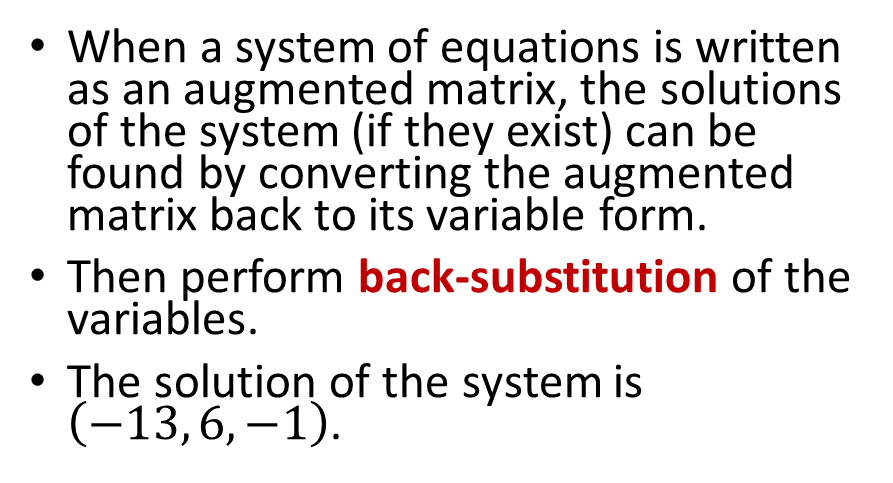 • When a system of equations is written
as an augmented matrix, the solutions
of the system (if they exist) can be
found by converting the augmented
matrix back to its variable form.
• Then perform back-substitution of the
variables.
• The solution of the system is
(−13, 6, −1).